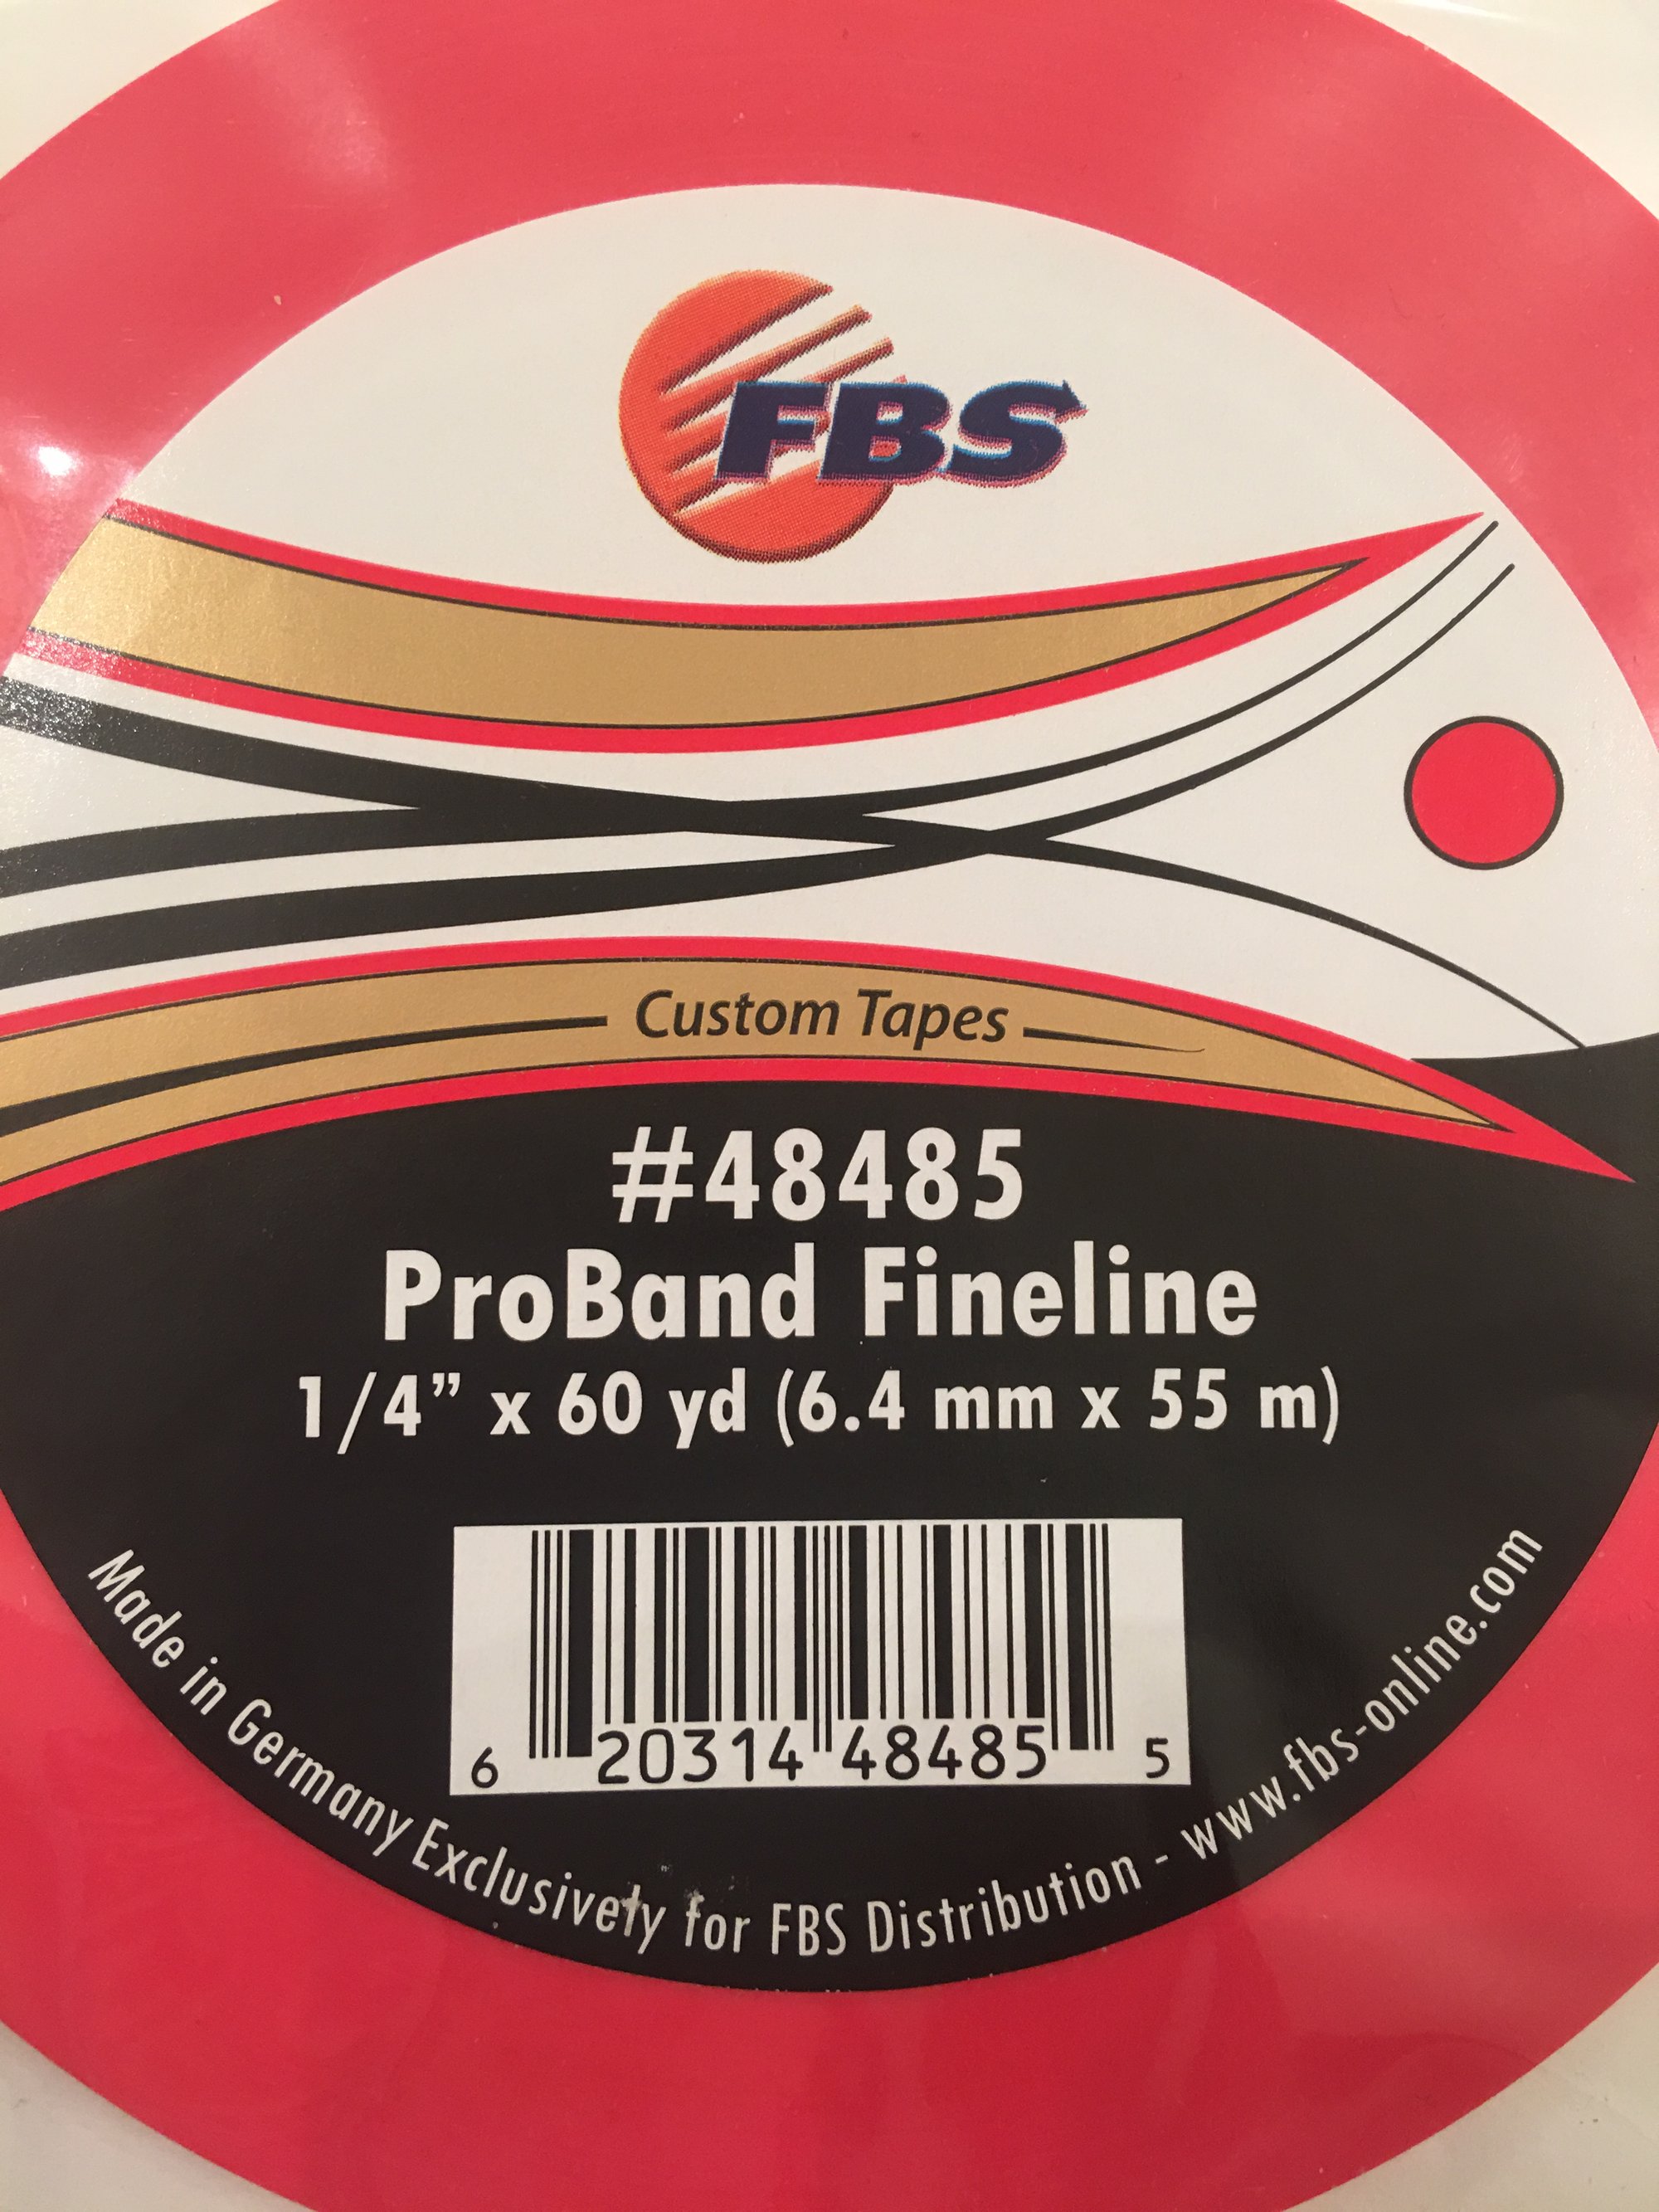 FBS
Custom Tapes
#48485
ProBand Fineline
1/4” x 60 yd (6.4 mm x 55 m)
6 20314 48485 5
Made in Germany Exclusively for FBS Distribution - www.fbs-online.com